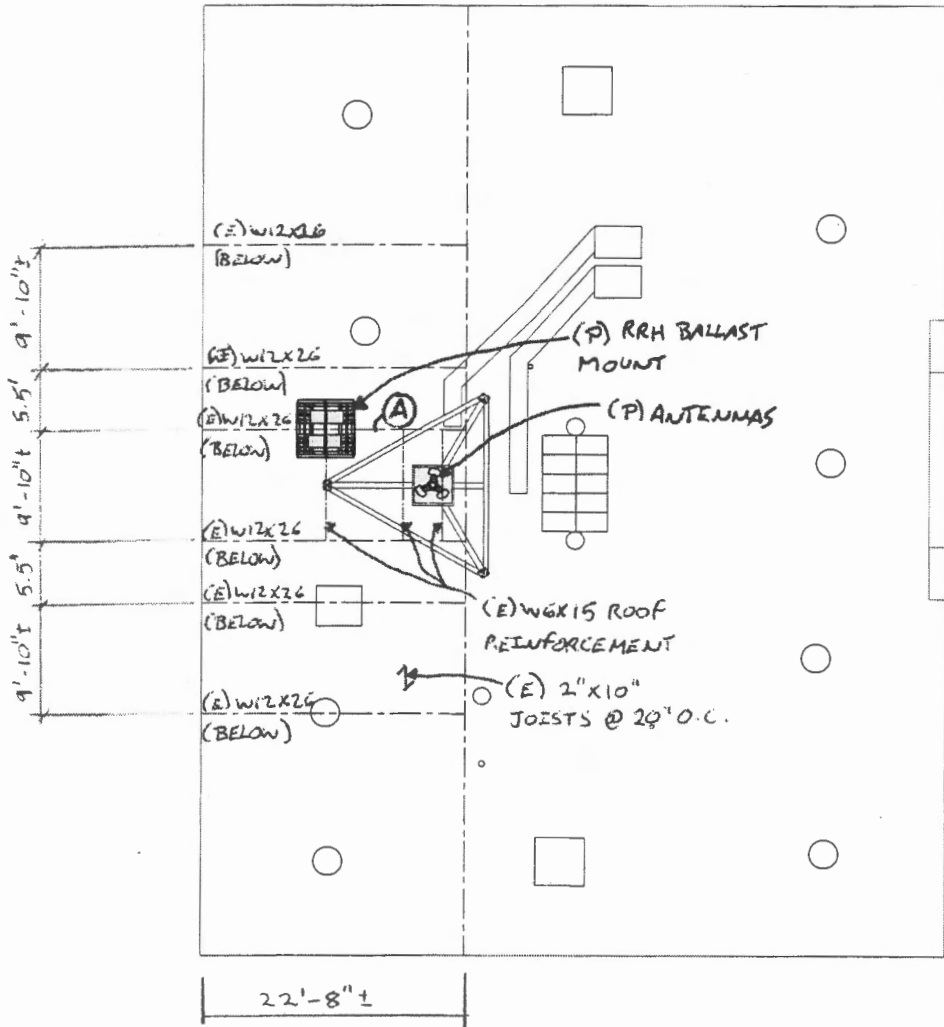 (E) W12X26
(BELOW)
9'-10"±
(E) W12X26
(BELOW)
5.5'
(E) W12X26
(BELOW)
A
(P) RRH BALLAST
MOUNT
(P) ANTENNAS
9'-10"±
(E) W12X26
(BELOW)
5.5'
(E) W12X26
(BELOW)
(E) W6X15 ROOF
REINFORCEMENT
9'-10"±
(E) 2"X10"
JOISTS @ 20" O.C.
(E) W12X26
(BELOW)
22'-8"±